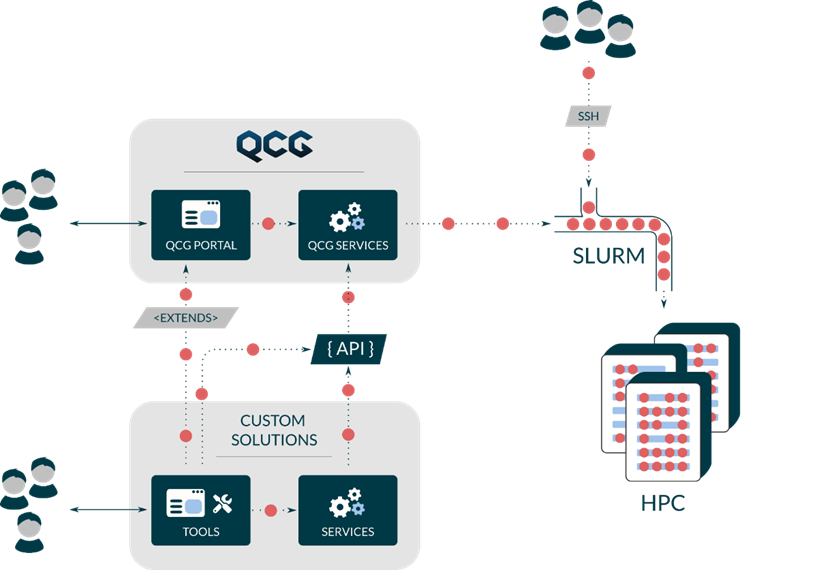 SSH
QCG
QCG PORTAL
QCG SERVICES
SLURM
<EXTENDS>
{ API }
CUSTOM
SOLUTIONS
TOOLS
SERVICES
HPC